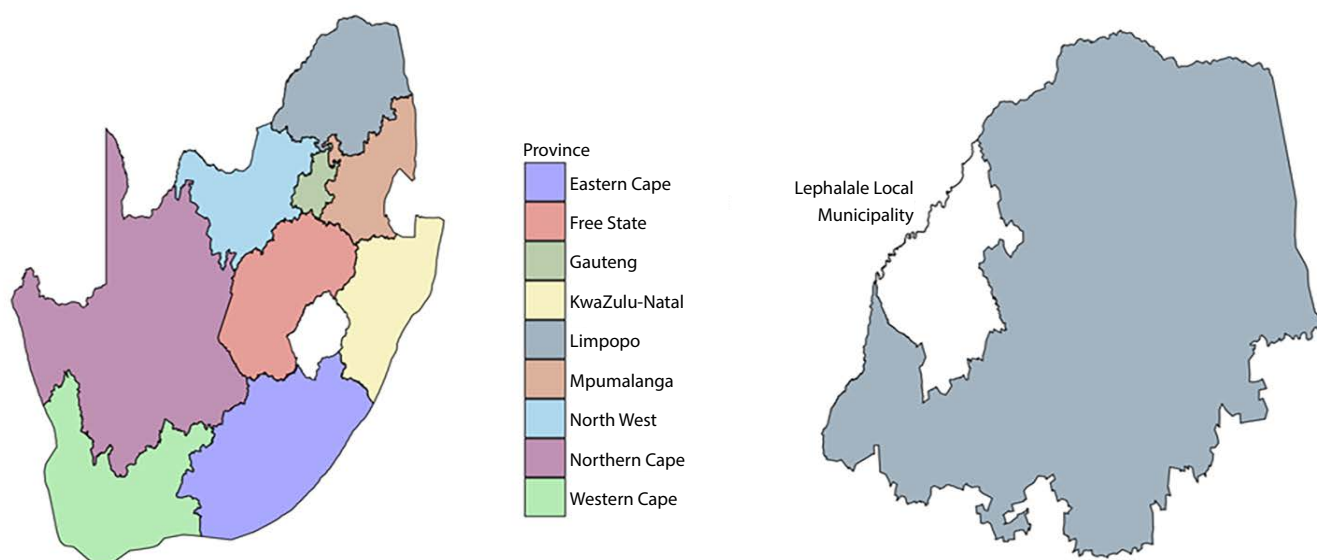 Province
Eastern Cape
Free State
Gauteng
KwaZulu-Natal
Limpopo
Mpumalanga
North West
Northern Cape
Western Cape
Lephalale Local
Municipality